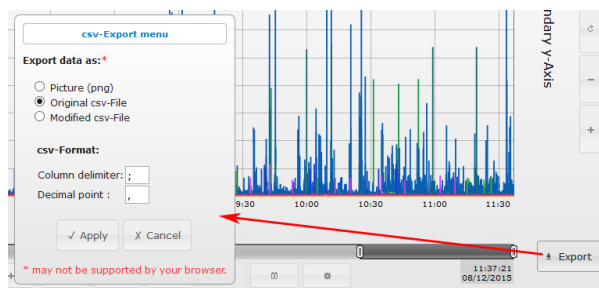 csv-Export menu
Export data as:*
Picture (png)
Original csv-File
Modified csv-File
csv-Format:
Column delimiter: ;
Decimal point : ,
√ Apply
X Cancel
* may not be supported by your browser.
9:30
10:00
10:30
11:00
11:30
ndary y-Axis
-
+
Export
11:37:21
08/12/2015
+